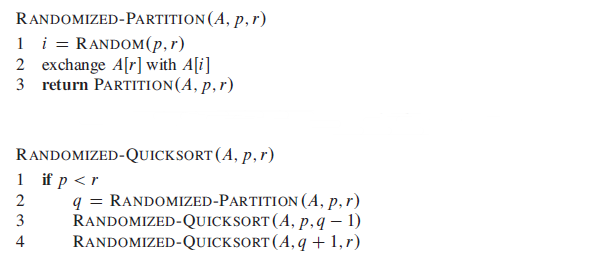 RANDOMIZED-PARTITION(A, p, r)
1 i = RANDOM(p, r)
2 exchange A[r] with A[i]
3 return PARTITION(A, p, r)
RANDOMIZED-QUICKSORT(A, p, r)
1 if p < r
2 q = RANDOMIZED-PARTITION(A, p, r)
3 RANDOMIZED-QUICKSORT(A, p, q − 1)
4 RANDOMIZED-QUICKSORT(A, q + 1, r)